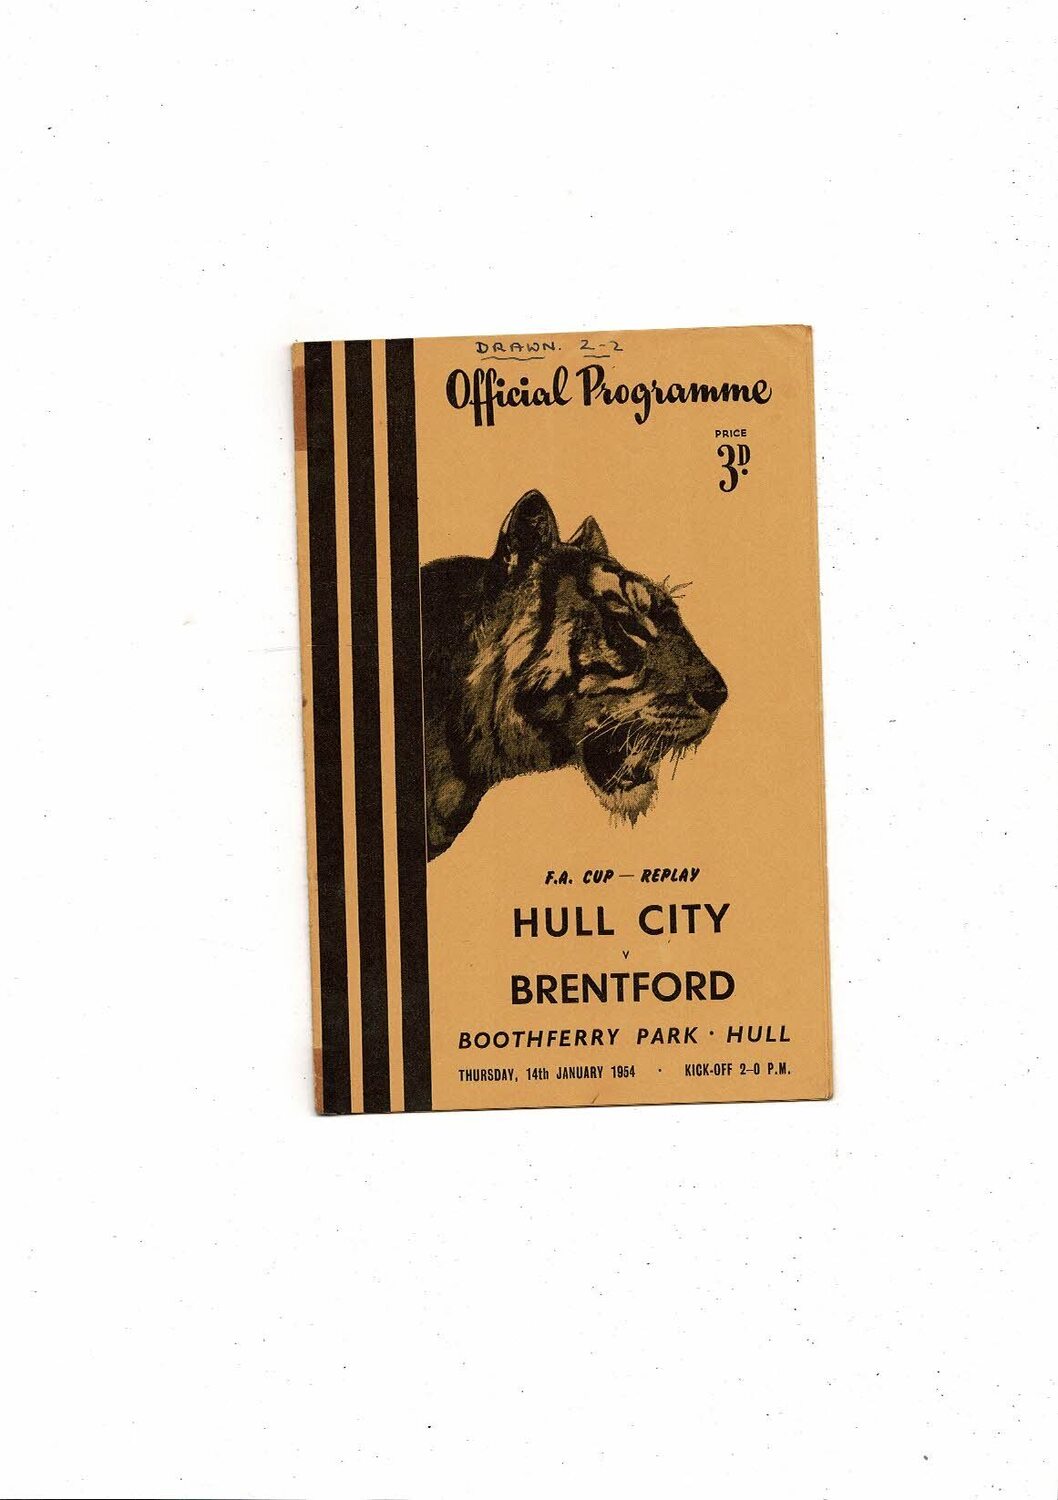 DRAWN. 2-2
Official Programme
PRICE
3D.
F.A. CUP — REPLAY
HULL CITY
v
BRENTFORD
BOOTHFERRY PARK · HULL
THURSDAY, 14th JANUARY 1954 · KICK-OFF 2-0 P.M.